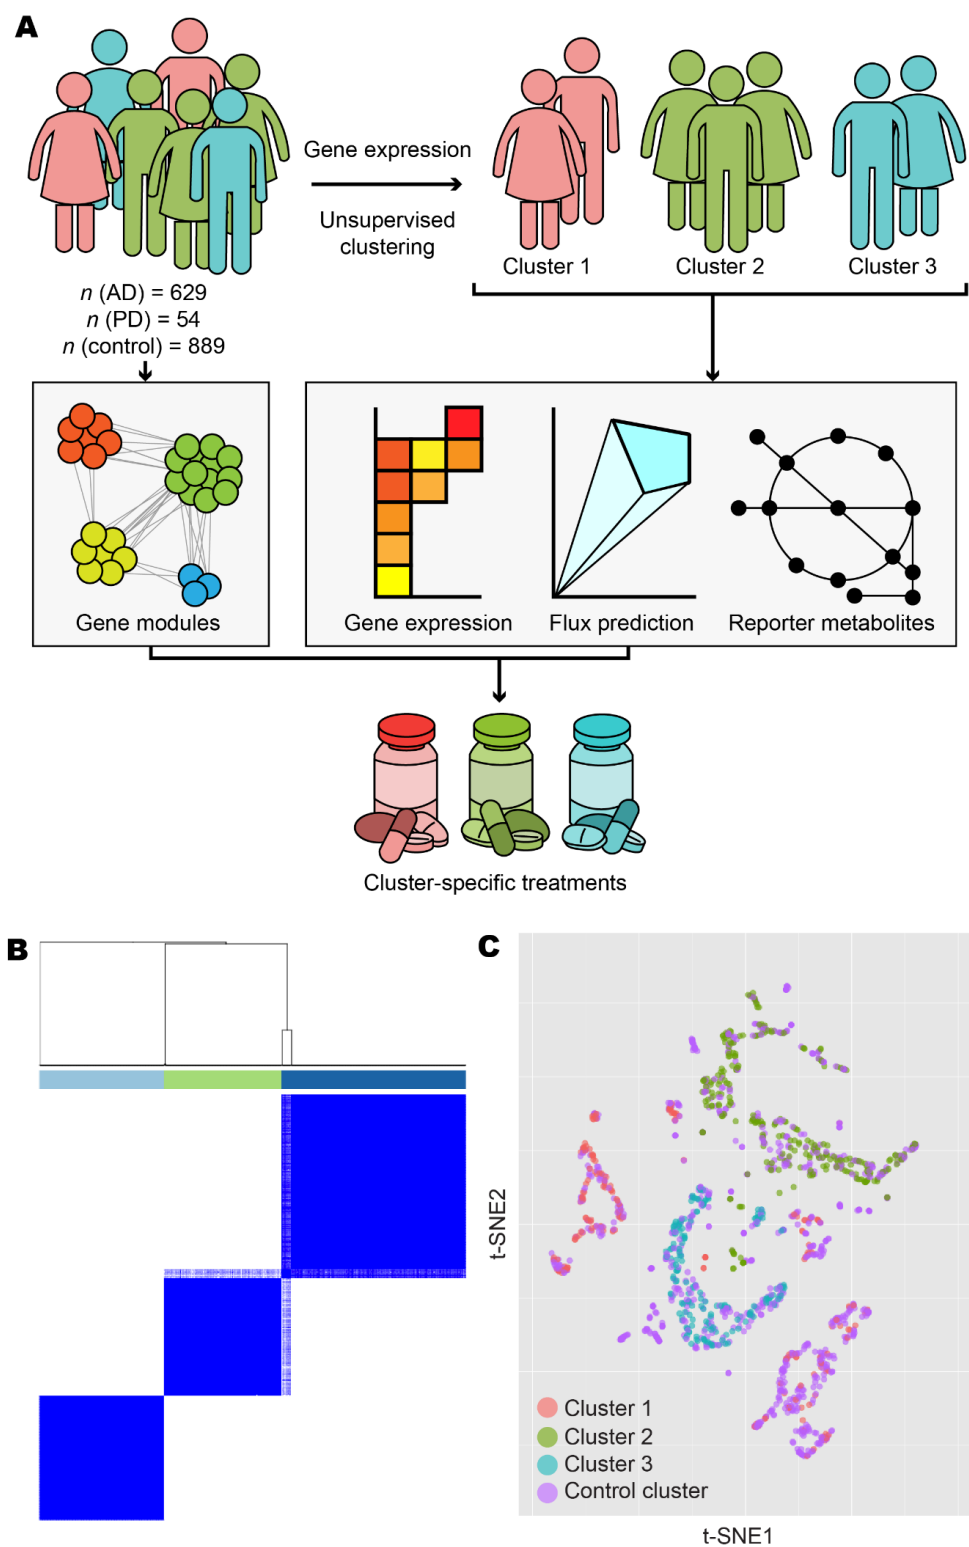 A
Gene expression
Unsupervised
clustering
Cluster 1
Cluster 2
Cluster 3
n (AD) = 629
n (PD) = 54
n (control) = 889
Gene modules
Gene expression
Flux prediction
Reporter metabolites
Cluster-specific treatments
B
C
t-SNE2
Cluster 1
Cluster 2
Cluster 3
Control cluster
t-SNE1